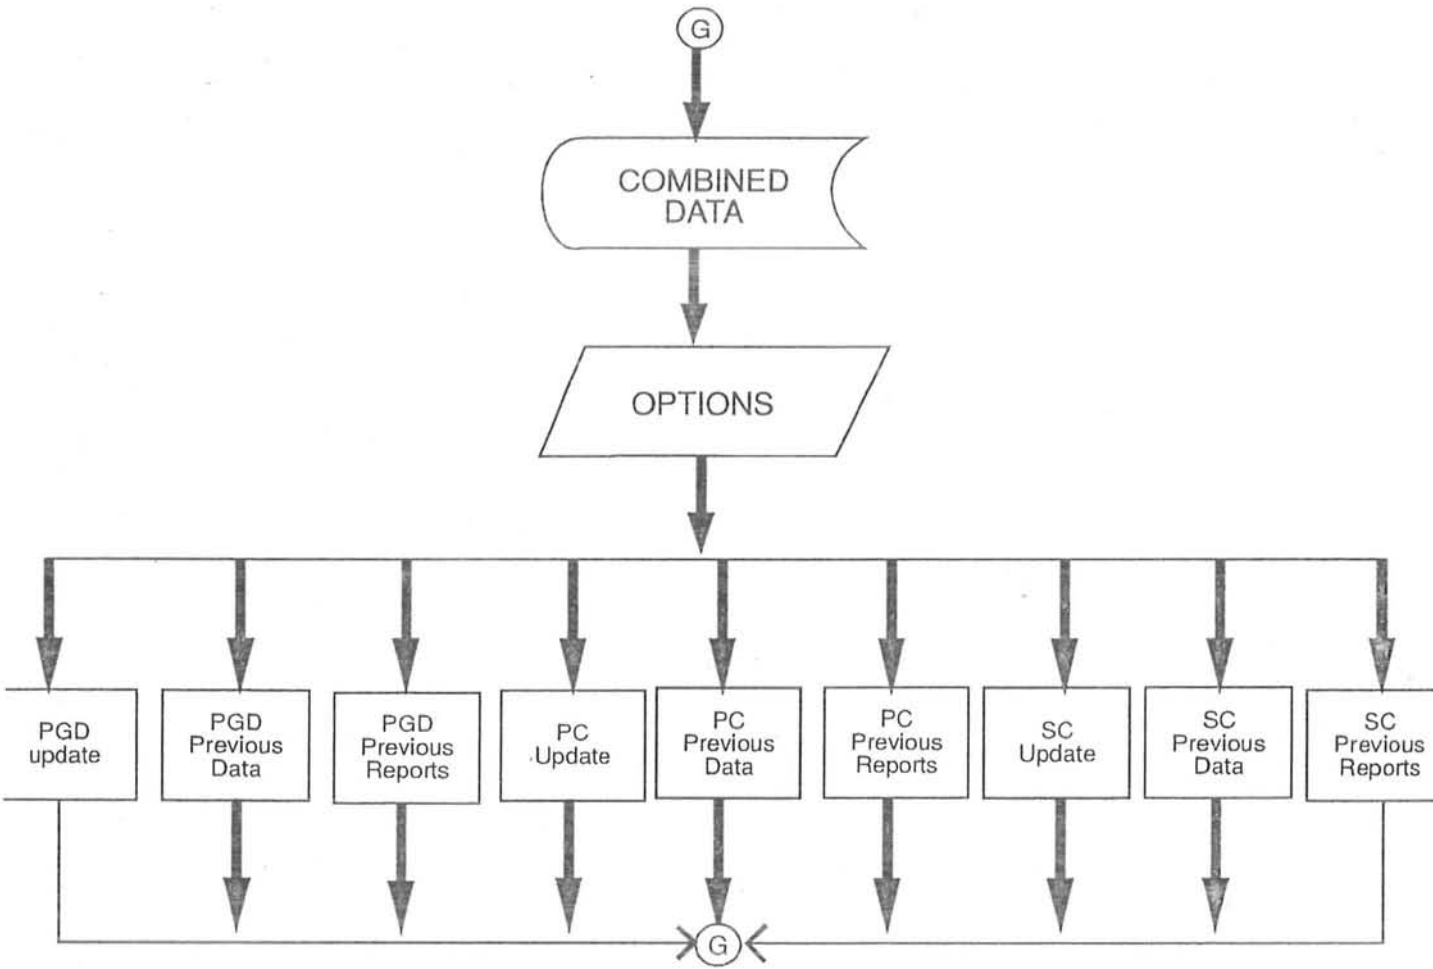 G
COMBINED
DATA
OPTIONS
PGD
update
PGD
Previous
Data
PGD
Previous
Reports
PC
Update
PC
Previous
Data
PC
Previous
Reports
SC
Update
SC
Previous
Data
SC
Previous
Reports
G